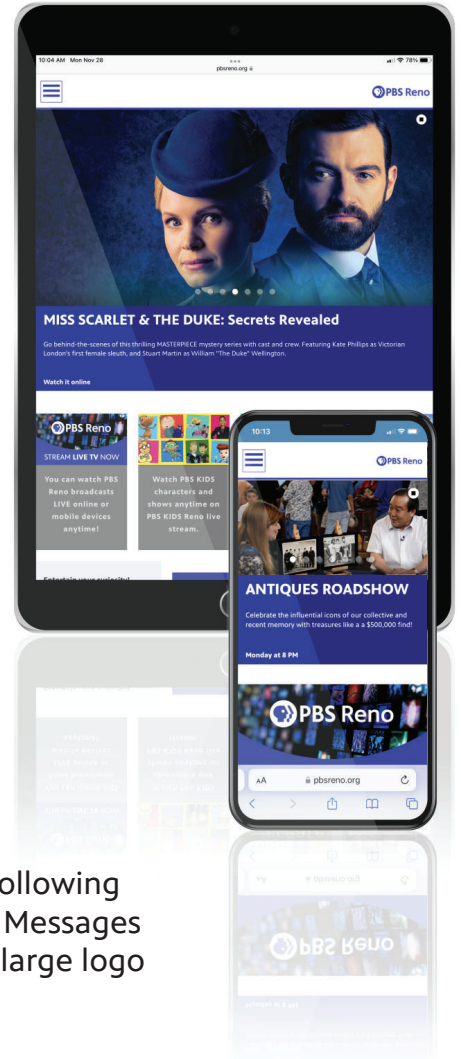 10:04 AM Mon Nov 28
pbsreno.org
78%
PBS Reno
MISS SCARLET & THE DUKE: Secrets Revealed
Go behind-the-scenes of this thrilling MASTERPIECE mystery series with cast and crew. Featuring Kate Phillips as Victorian
London's first female sleuth, and Stuart Martin as William "The Duke" Wellington.
Watch it online
PBS Reno
STREAM LIVE TV NOW
You can watch PBS
Reno broadcasts
LIVE online or
mobile devices
anytime!
Watch PBS KIDS
characters and
shows anytime on
PBS KIDS Reno live
stream.
Entertain your curiosity!
10:13
PBS Reno
ANTIQUES ROADSHOW
Celebrate the influential icons of our collective and
recent memory with treasures like a a $500,000 find!
Monday at 8 PM
PBS Reno
AA
pbsreno.org
ollowing
Messages
large logo